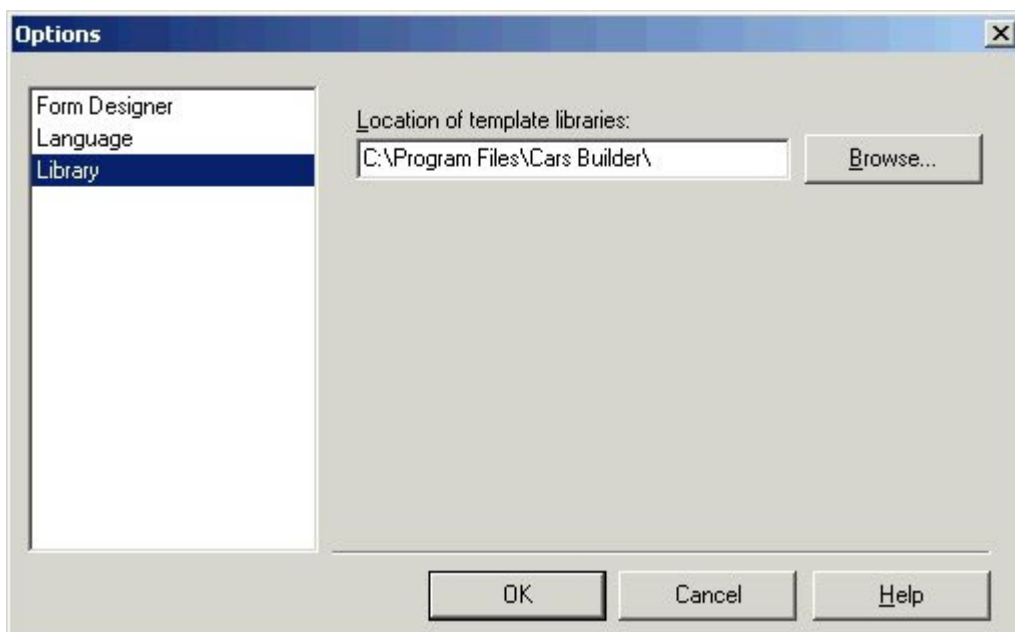 Options
Form Designer
Language
Library
Location of template libraries:
C:\Program Files\Cars Builder\
Browse...
OK
Cancel
Help